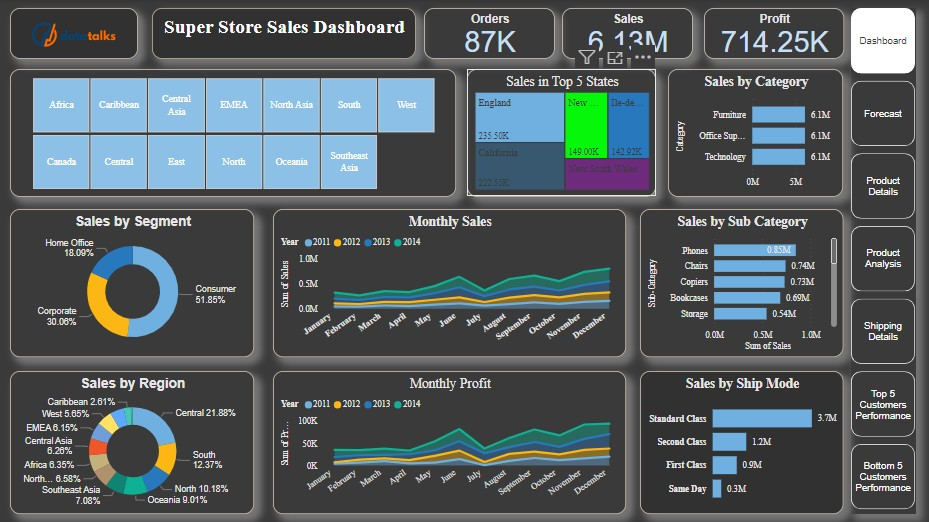 datetalks
Super Store Sales Dashboard
Orders
87K
Sales
6.13M
Profit
714.25K
Dashboard
Africa
Caribbean
Central
Asia
EMEA
North Asia
South
West
Canada
Central
East
North
Oceania
Southeast
Asia
Sales in Top 5 States
England
235.50K
California
New ...
149.00K
Ile-de...
142.92K
New South Wales
Sales by Category
Category
Furniture
6.1M
Office Sup...
6.1M
Technology
6.1M
0M
5M
Forecast
Product
Details
Product
Analysis
Shipping
Details
Top 5
Customers
Performance
Bottom 5
Customers
Performance
Sales by Segment
Home Office
18.09%
Consumer
51.85%
Corporate
30.06%
Monthly Sales
Year 2011 2012 2013 2014
Sum of Sales
1.0M
0.5M
0.0M
January
February
March
April
May
June
July
August
September
October
November
December
Sales by Sub Category
Sub-Category
Phones
0.85M
Chairs
0.74M
Copiers
0.73M
Bookcases
0.69M
Storage
0.54M
0.0M
0.5M
1.0M
Sum of Sales
Sales by Region
Caribbean 2.61%
West 5.65%
EMEA 6.15%
Central Asia
6.26%
Africa 6.35%
North... 6.58%
Southeast Asia
7.08%
Central 21.88%
South
12.37%
North 10.18%
Oceania 9.01%
Monthly Profit
Year 2011 2012 2013 2014
Sum of Pr...
100K
50K
0K
January
February
March
April
May
June
July
August
September
October
November
December
Sales by Ship Mode
Standard Class
3.7M
Second Class
1.2M
First Class
0.9M
Same Day
0.3M